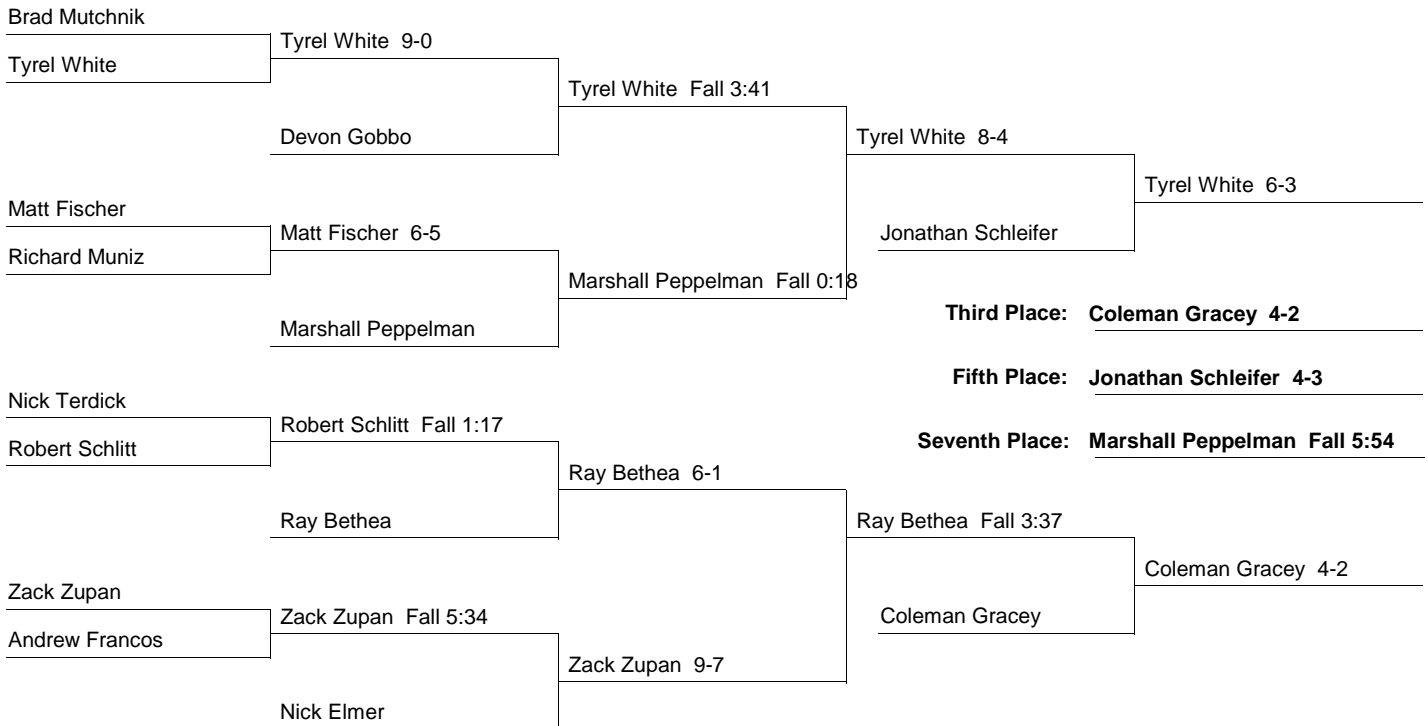 Brad Mutchnik
Tyrel White 9-0
Tyrel White
Tyrel White Fall 3:41
Devon Gobbo
Tyrel White 8-4
Tyrel White 6-3
Matt Fischer
Matt Fischer 6-5
Jonathan Schleifer
Richard Muniz
Marshall Peppelman Fall 0:18
Third Place: Coleman Gracey 4-2
Marshall Peppelman
Fifth Place: Jonathan Schleifer 4-3
Nick Terdick
Robert Schlitt Fall 1:17
Seventh Place: Marshall Peppelman Fall 5:54
Robert Schlitt
Ray Bethea 6-1
Ray Bethea
Ray Bethea Fall 3:37
Coleman Gracey 4-2
Zack Zupan
Zack Zupan Fall 5:34
Coleman Gracey
Andrew Francos
Zack Zupan 9-7
Nick Elmer